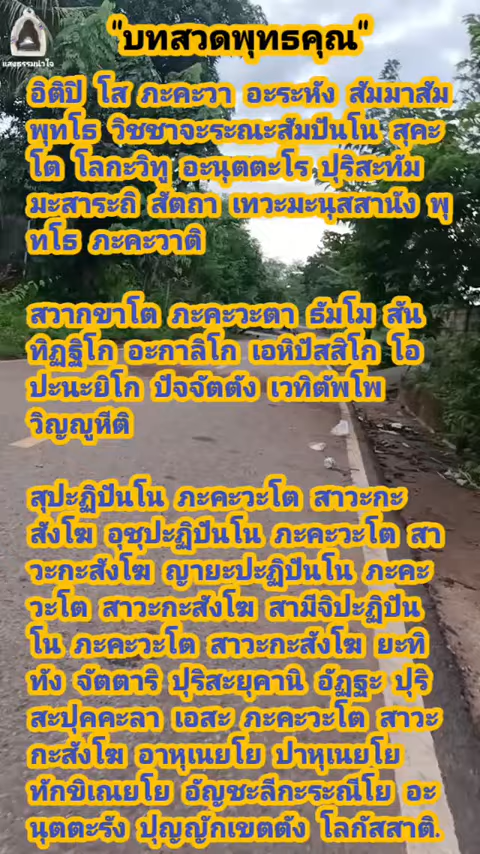 "บทสวดพุทธคุณ"
แสงธรรมนำใจ
อิติปิ โส ภะคะวา อะระหัง สัมมาสัม
พุทโธ วิชชาจะระณะสัมปันโน สุคะ
โต โลกะวิทู อะนุตตะโร ปุริสะทัม
มะสาระถิ สัตถา เทวะมะนุสสานัง พุ
ทโธ ภะคะวาติ
สวากขาโต ภะคะวะตา ธัมโม สัน
ทิฏฐิโก อะกาลิโก เอหิปัสสิโก โอ
ปะนะยิโก ปัจจัตตัง เวทิตัพโพ
วิญญูหีติ
สุปะฏิปันโน ภะคะวะโต สาวะกะ
สังโฆ อุชุปะฏิปันโน ภะคะวะโต สา
วะกะสังโฆ ญายะปะฏิปันโน ภะคะ
วะโต สาวะกะสังโฆ สามีจิปะฏิปัน
โน ภะคะวะโต สาวะกะสังโฆ ยะทิ
ทัง จัตตาริ ปุริสะยุคานิ อัฏฐะ ปุริ
สะปุคคะลา เอสะ ภะคะวะโต สาวะ
กะสังโฆ อาหุเนยโย ปาหุเนยโย
ทักขิเณยโย อัญชะลีกะระณีโย อะ
นุตตะรัง ปุญญักเขตตัง โลกัสสาติ.